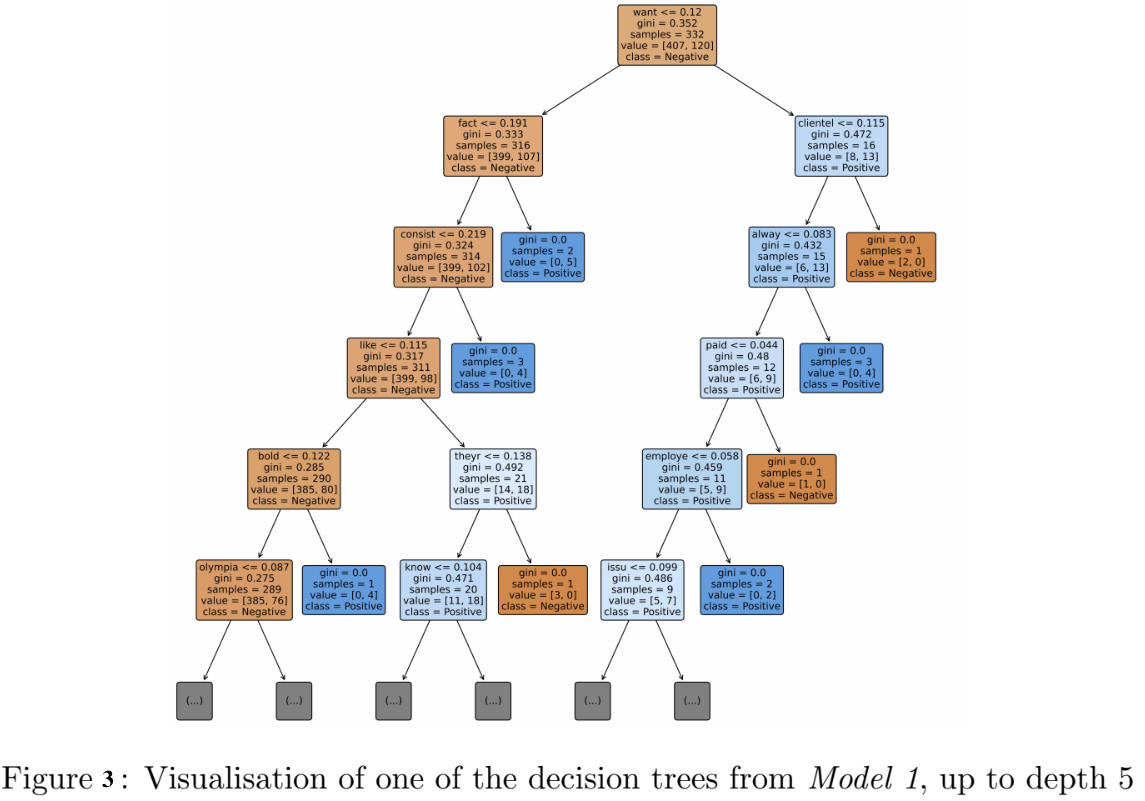 want <= 0.12
gini = 0.352
samples = 332
value = [407, 120]
class = Negative
fact <= 0.191
gini = 0.333
samples = 316
value = [399, 107]
class = Negative
clientel <= 0.115
gini = 0.472
samples = 16
value = [8, 13]
class = Positive
consist <= 0.219
gini = 0.324
samples = 314
value = [399, 102]
class = Negative
gini = 0.0
samples = 2
value = [0, 5]
class = Positive
alway <= 0.083
gini = 0.432
samples = 15
value = [6, 13]
class = Positive
gini = 0.0
samples = 1
value = [2, 0]
class = Negative
like <= 0.115
gini = 0.317
samples = 311
value = [399, 98]
class = Negative
gini = 0.0
samples = 3
value = [0, 4]
class = Positive
paid <= 0.044
gini = 0.48
samples = 12
value = [6, 9]
class = Positive
gini = 0.0
samples = 3
value = [0, 4]
class = Positive
bold <= 0.122
gini = 0.285
samples = 290
value = [385, 80]
class = Negative
theyr <= 0.138
gini = 0.492
samples = 21
value = [14, 18]
class = Positive
employe <= 0.058
gini = 0.459
samples = 11
value = [5, 9]
class = Positive
gini = 0.0
samples = 1
value = [1, 0]
class = Negative
olympia <= 0.087
gini = 0.275
samples = 289
value = [385, 76]
class = Negative
gini = 0.0
samples = 1
value = [0, 4]
class = Positive
know <= 0.104
gini = 0.471
samples = 20
value = [11, 18]
class = Positive
gini = 0.0
samples = 1
value = [3, 0]
class = Negative
issu <= 0.099
gini = 0.486
samples = 9
value = [5, 7]
class = Positive
gini = 0.0
samples = 2
value = [0, 2]
class = Positive
(...)
(...)
(...)
(...)
(...)
(...)
Figure 3: Visualisation of one of the decision trees from Model 1, up to depth 5